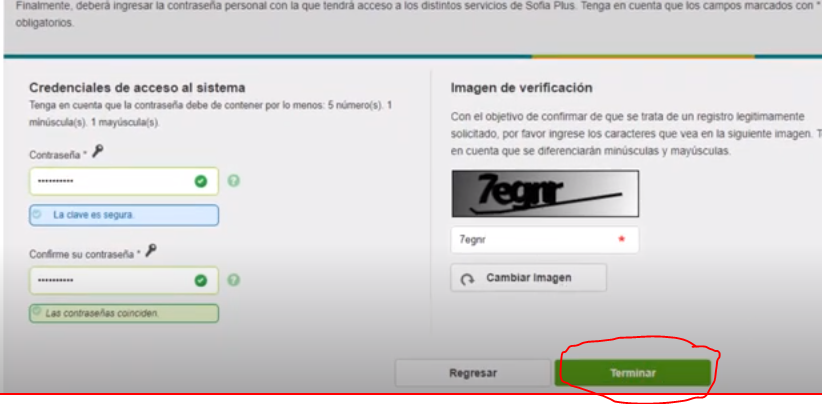 Finalmente, deberá ingresar la contraseña personal con la que tendrá acceso a los distintos servicios de Sofia Plus. Tenga en cuenta que los campos marcados con *
obligatorios.
Credenciales de acceso al sistema
Tenga en cuenta que la contraseña debe de contener por lo menos: 5 número(s). 1
minúscula(s). 1 mayúscula(s).
Contraseña *
··········
La clave es segura.
Confirme su contraseña *
··········
Las contraseñas coinciden.
Imagen de verificación
Con el objetivo de confirmar de que se trata de un registro legitimamente
solicitado, por favor ingrese los caracteres que vea en la siguiente imagen. T
en cuenta que se diferenciarán minúsculas y mayúsculas.
7egnr
7egnr *
Cambiar Imagen
Regresar
Terminar